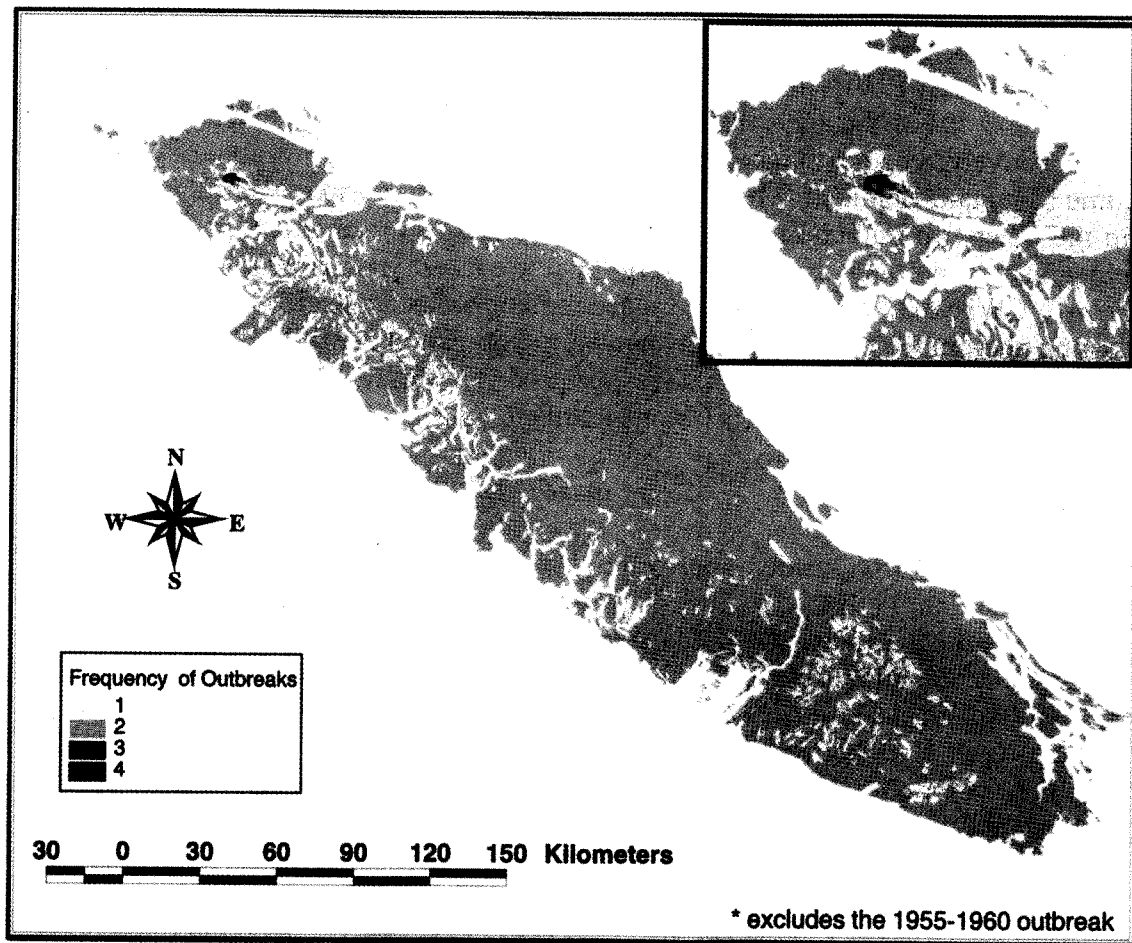 N
W E
S
Frequency of Outbreaks
1
2
3
4
30 0 30 60 90 120 150 Kilometers
* excludes the 1955-1960 outbreak